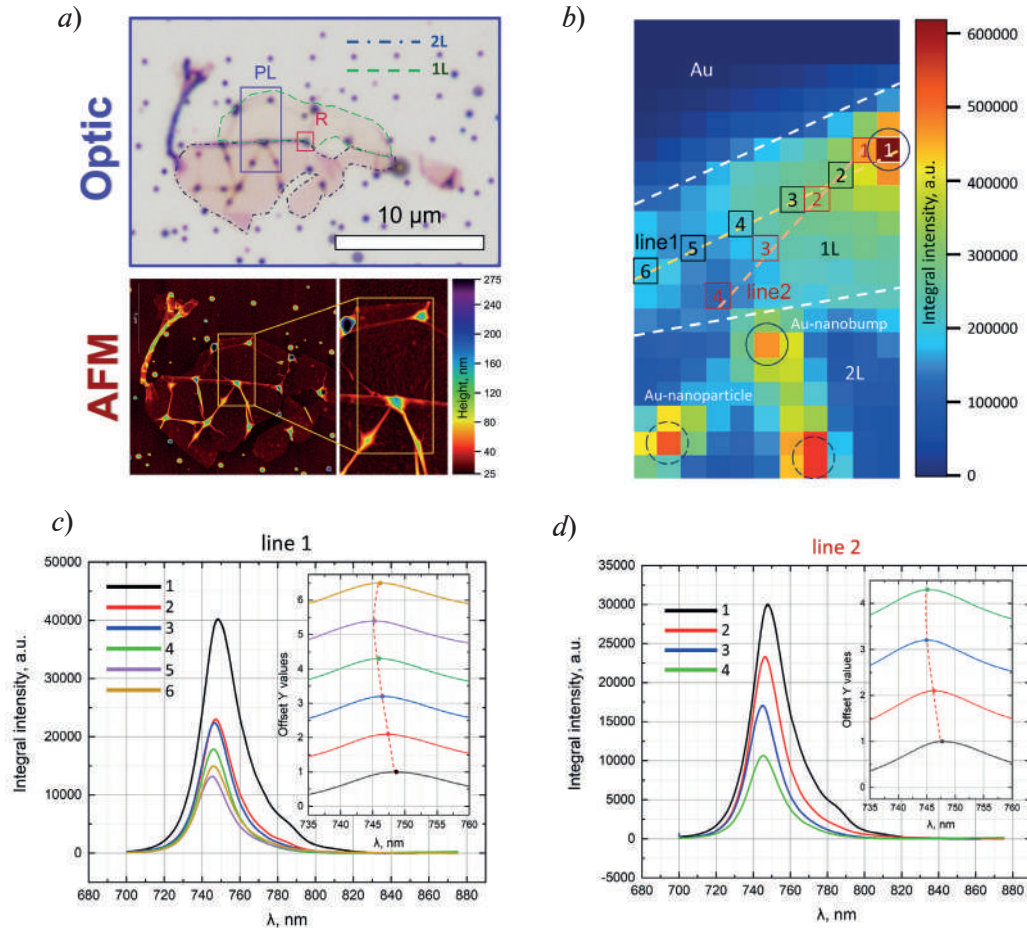 a)
Optic
PL
R
2L
1L
10 μm
AFM
Height, nm
275
240
200
160
120
80
40
25
b)
Au
1
1
2
3
2
4
line1
5
3
1L
6
4
line2
Au-nanobump
2L
Au-nanoparticle
Integral intensity, a.u.
600000
500000
400000
300000
200000
100000
0
c)
line 1
Integral intensity, a.u.
50000
40000
30000
20000
10000
0
1
2
3
4
5
6
Offset Y values
6
5
4
3
2
1
0
735 740 745 750 755 760
λ, nm
680 700 720 740 760 780 800 820 840 860 880
λ, nm
d)
line 2
Integral intensity, a.u.
35000
30000
25000
20000
15000
10000
5000
0
-5000
1
2
3
4
Offset Y values
4
3
2
1
0
735 740 745 750 755 760
λ, nm
680 700 720 740 760 780 800 820 840 860 880
λ, nm